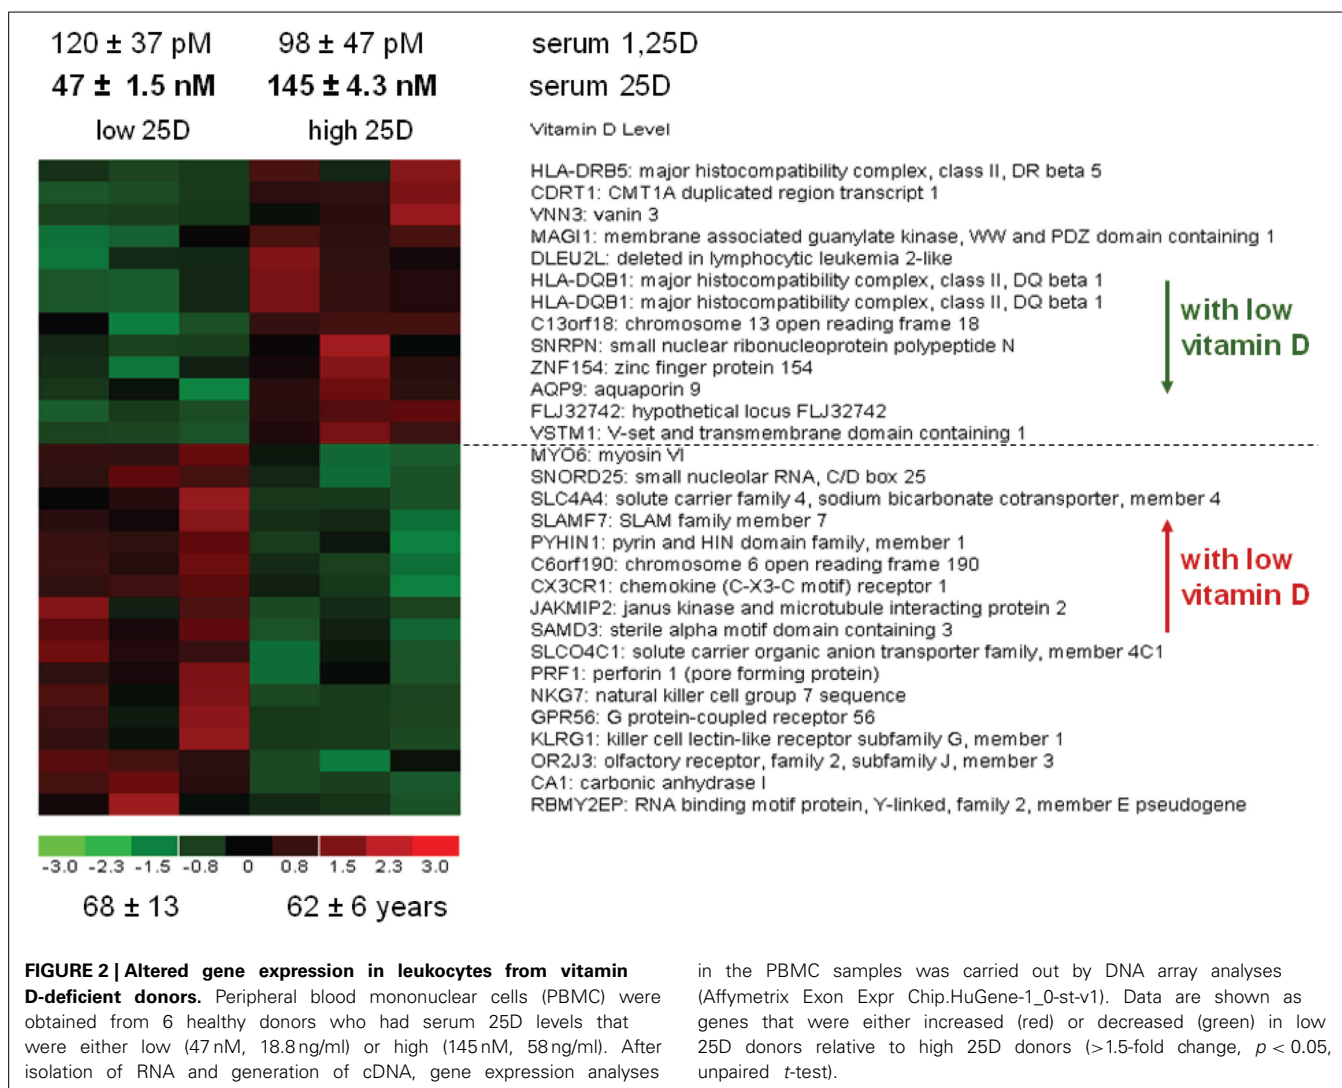 120 ± 37 pM 98 ± 47 pM serum 1,25D
47 ± 1.5 nM 145 ± 4.3 nM serum 25D
low 25D high 25D Vitamin D Level
HLA-DRB5: major histocompatibility complex, class II, DR beta 5
CDRT1: CMT1A duplicated region transcript 1
VNN3: vanin 3
MAGI1: membrane associated guanylate kinase, WW and PDZ domain containing 1
DLEU2L: deleted in lymphocytic leukemia 2-like
HLA-DQB1: major histocompatibility complex, class II, DQ beta 1
HLA-DQB1: major histocompatibility complex, class II, DQ beta 1
C13orf18: chromosome 13 open reading frame 18
SNRPN: small nuclear ribonucleoprotein polypeptide N
ZNF154: zinc finger protein 154
AQP9: aquaporin 9
FLJ32742: hypothetical locus FLJ32742
VSTM1: V-set and transmembrane domain containing 1
with low
vitamin D
MYO6: myosin VI
SNORD25: small nucleolar RNA, C/D box 25
SLC4A4: solute carrier family 4, sodium bicarbonate cotransporter, member 4
SLAMF7: SLAM family member 7
PYHIN1: pyrin and HIN domain family, member 1
C6orf190: chromosome 6 open reading frame 190
CX3CR1: chemokine (C-X3-C motif) receptor 1
JAKMIP2: janus kinase and microtubule interacting protein 2
SAMD3: sterile alpha motif domain containing 3
SLCO4C1: solute carrier organic anion transporter family, member 4C1
PRF1: perforin 1 (pore forming protein)
NKG7: natural killer cell group 7 sequence
GPR56: G protein-coupled receptor 56
KLRG1: killer cell lectin-like receptor subfamily G, member 1
OR2J3: olfactory receptor, family 2, subfamily J, member 3
CA1: carbonic anhydrase I
RBMY2EP: RNA binding motif protein, Y-linked, family 2, member E pseudogene
with low
vitamin D
-3.0 -2.3 -1.5 -0.8 0 0.8 1.5 2.3 3.0
68 ± 13 62 ± 6 years
FIGURE 2 | Altered gene expression in leukocytes from vitamin
D-deficient donors. Peripheral blood mononuclear cells (PBMC) were
obtained from 6 healthy donors who had serum 25D levels that
were either low (47 nM, 18.8 ng/ml) or high (145 nM, 58 ng/ml). After
isolation of RNA and generation of cDNA, gene expression analyses
in the PBMC samples was carried out by DNA array analyses
(Affymetrix Exon Expr Chip.HuGene-1_0-st-v1). Data are shown as
genes that were either increased (red) or decreased (green) in low
25D donors relative to high 25D donors (>1.5-fold change, p < 0.05,
unpaired t-test).